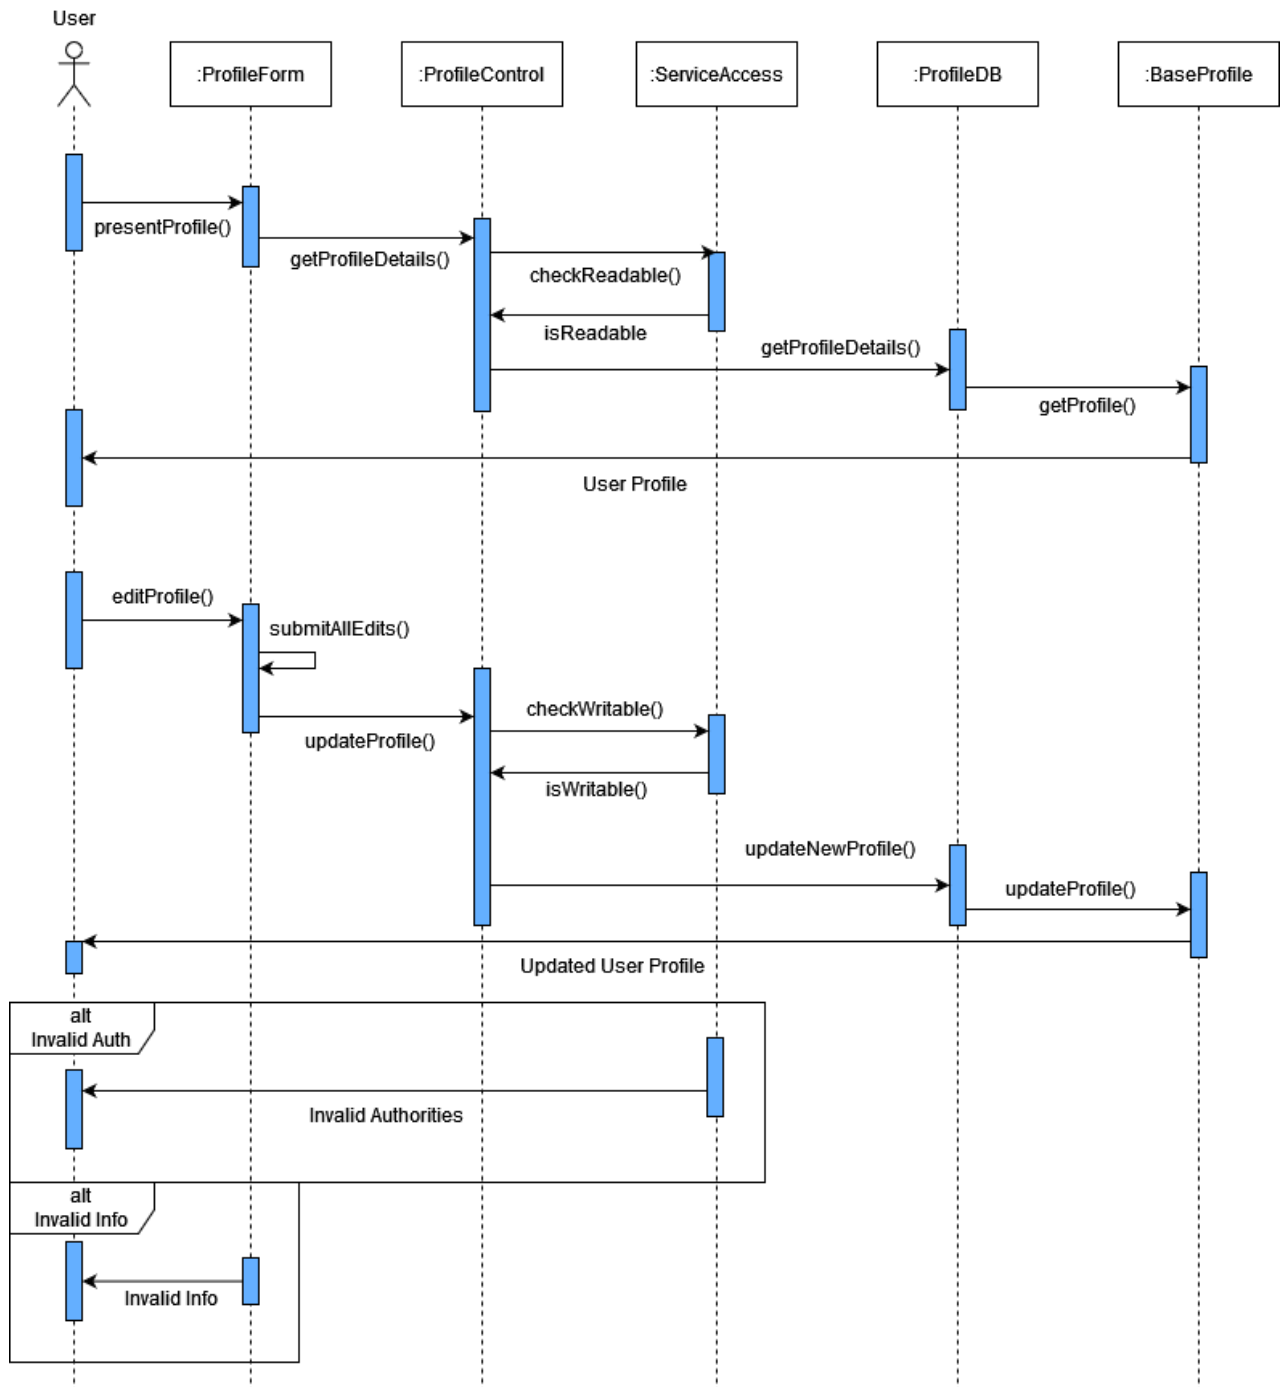 User
:ProfileForm
:ProfileControl
:ServiceAccess
:ProfileDB
:BaseProfile
presentProfile()
getProfileDetails()
checkReadable()
isReadable
getProfileDetails()
getProfile()
User Profile
editProfile()
submitAllEdits()
updateProfile()
checkWritable()
isWritable()
updateNewProfile()
updateProfile()
Updated User Profile
alt
Invalid Auth
Invalid Authorities
alt
Invalid Info
Invalid Info